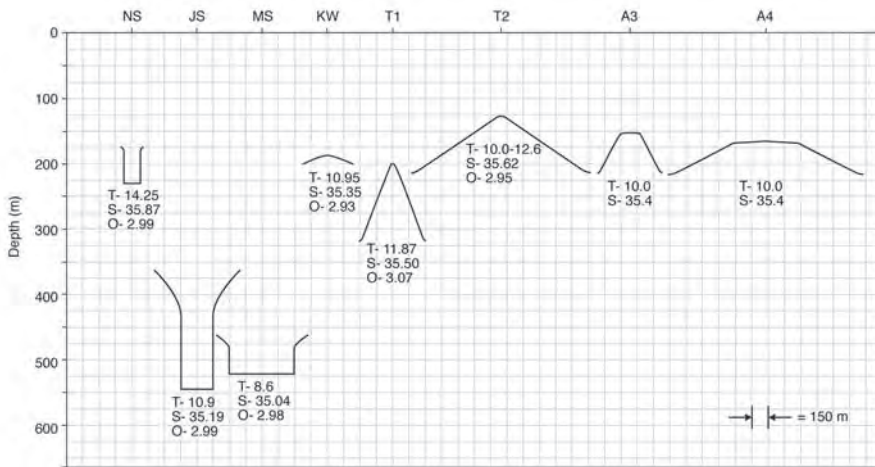 NS JS MS KW T1 T2 A3 A4
0
100
200
300
400
500
600
Depth (m)
T- 14.25
S- 35.87
O- 2.99
T- 10.9
S- 35.19
O- 2.99
T- 8.6
S- 35.04
O- 2.98
T- 10.95
S- 35.35
O- 2.93
T- 11.87
S- 35.50
O- 3.07
T- 10.0-12.6
S- 35.62
O- 2.95
T- 10.0
S- 35.4
T- 10.0
S- 35.4
= 150 m